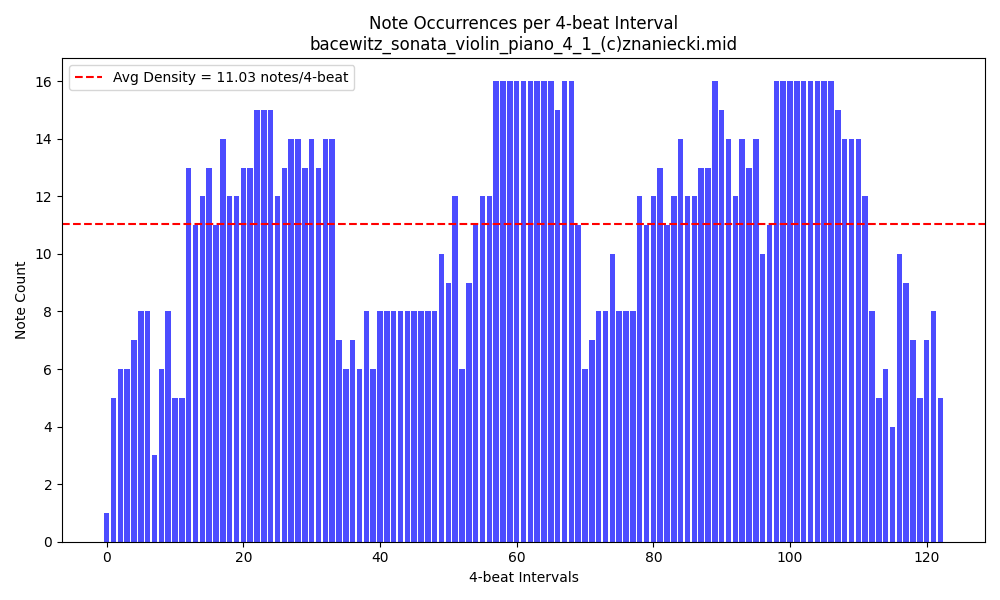 Note Occurrences per 4-beat Interval
bacewitz_sonata_violin_piano_4_1_(c)znaniecki.mid
Avg Density = 11.03 notes/4-beat
Note Count
16
14
12
10
8
6
4
2
0
0 20 40 60 80 100 120
4-beat Intervals